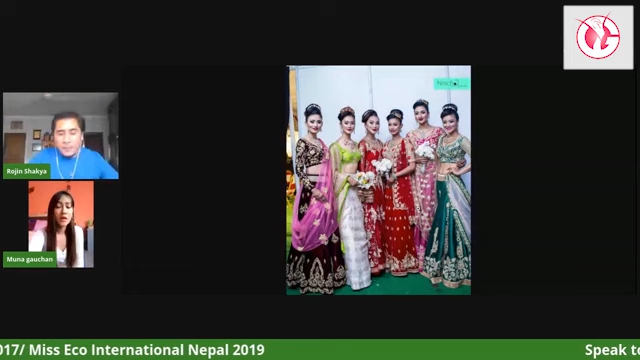 Rojin Shakya
Muna gauchan
017/ Miss Eco International Nepal 2019
Speak to